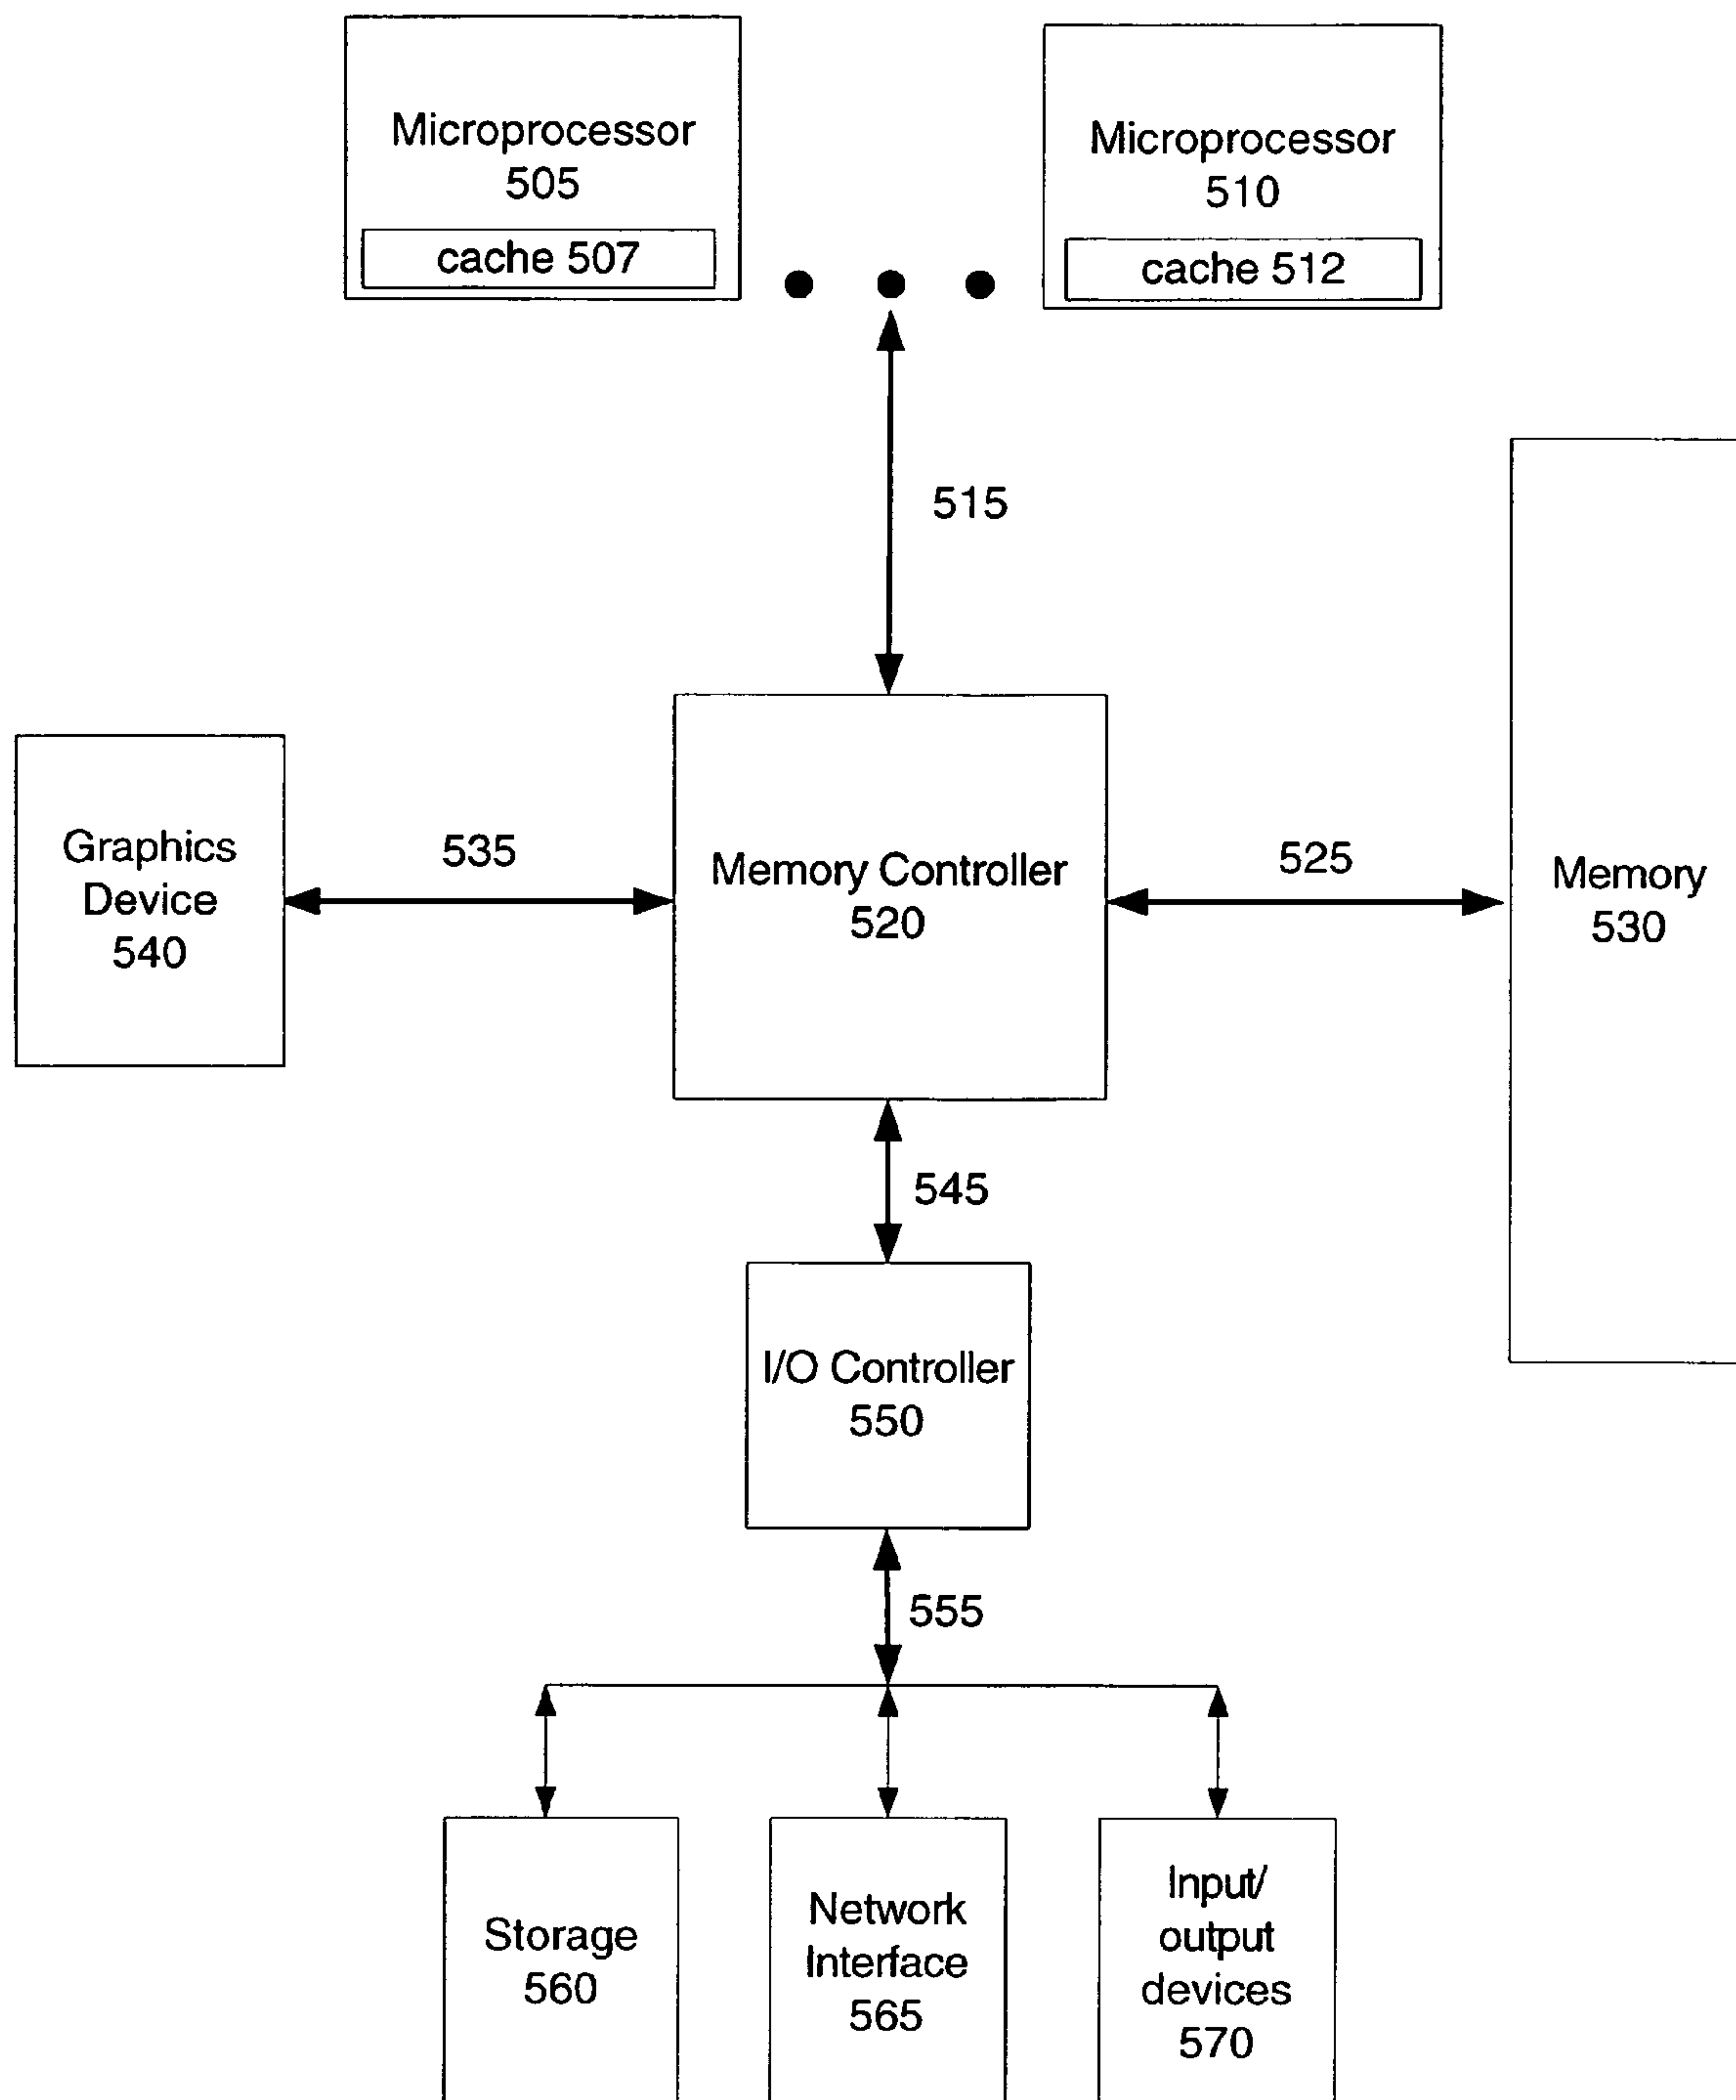 Microprocessor
505
cache 507
Microprocessor
510
cache 512
515
Graphics
Device
540
535
Memory Controller
520
525
Memory
530
545
I/O Controller
550
555
Storage
560
Network
Interface
565
Input/
output
devices
570